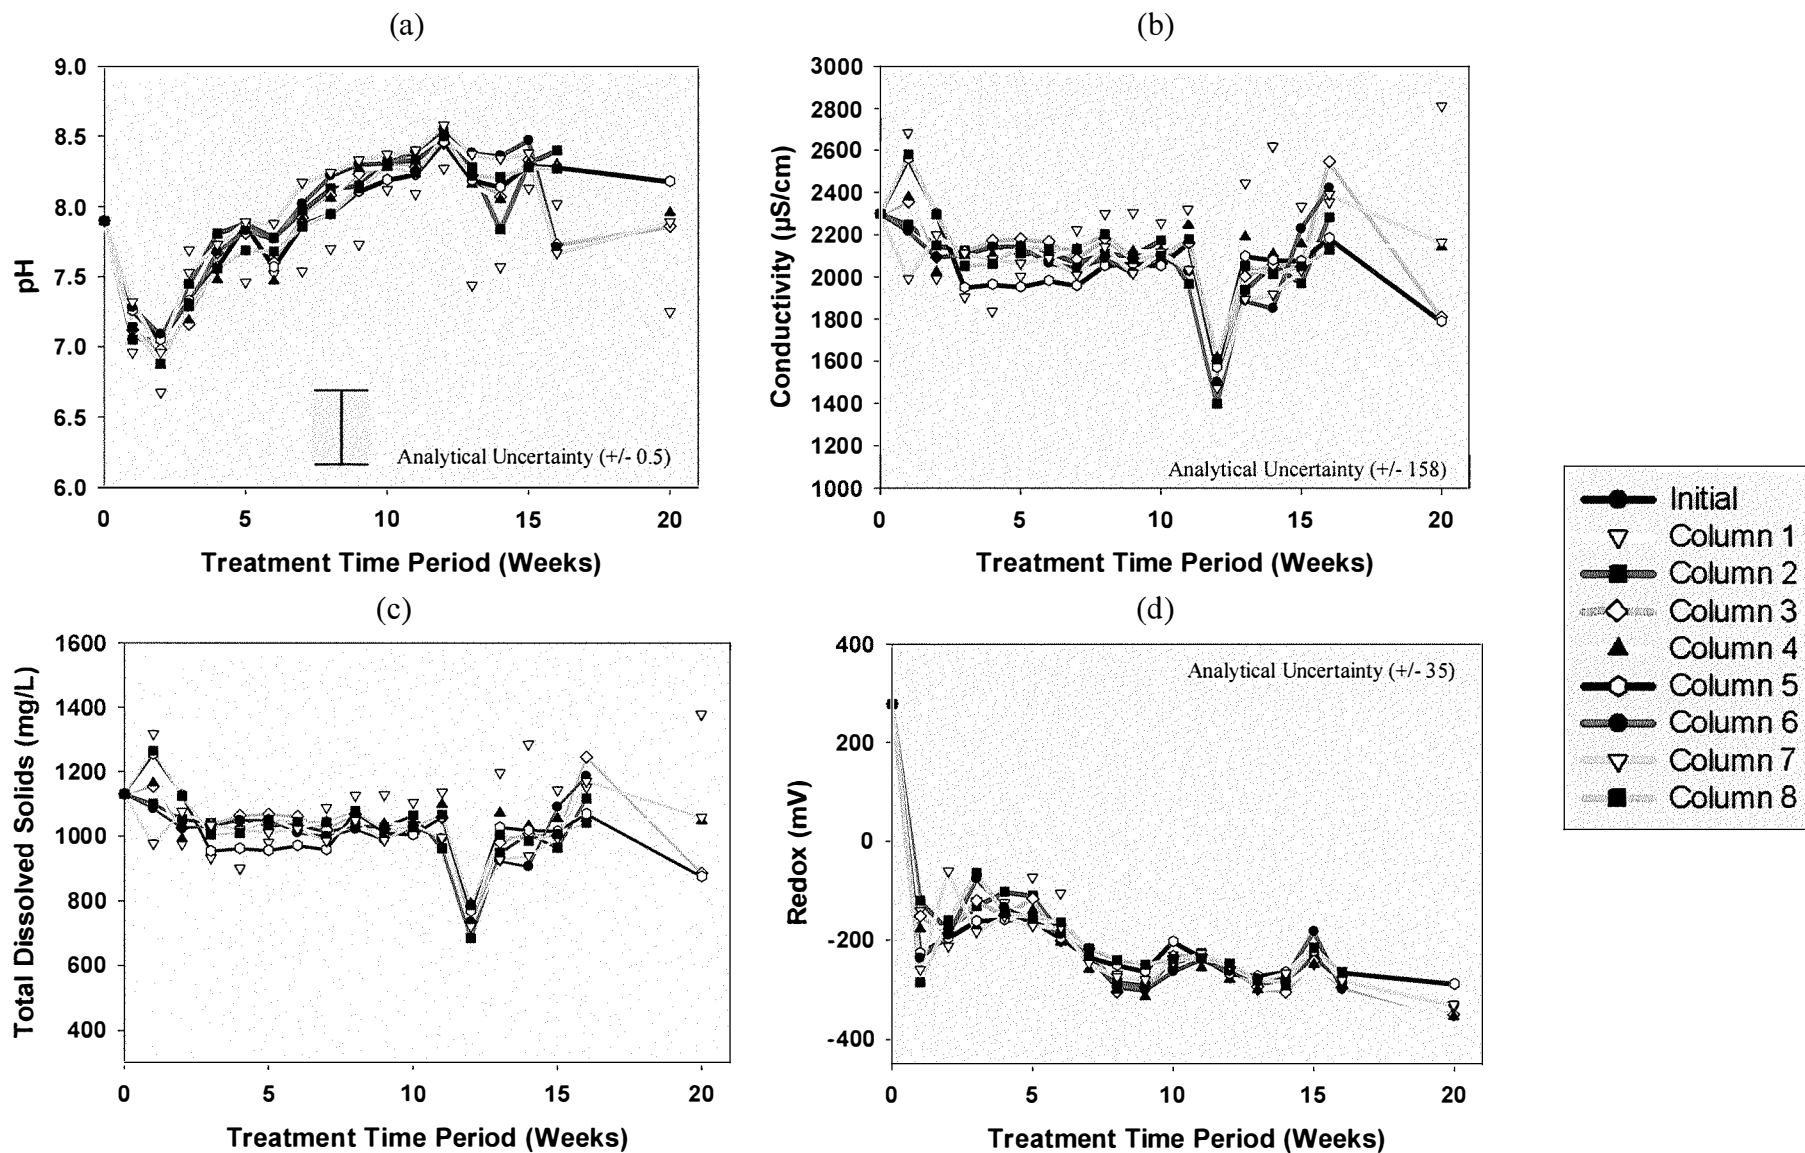 (a)
9.0
8.5
8.0
7.5
7.0
6.5
6.0
pH
Analytical Uncertainty (+/- 0.5)
0 5 10 15 20
Treatment Time Period (Weeks)
(b)
3000
2800
2600
2400
2200
2000
1800
1600
1400
1200
1000
Conductivity (µS/cm)
Analytical Uncertainty (+/- 158)
0 5 10 15 20
Treatment Time Period (Weeks)
(c)
1600
1400
1200
1000
800
600
400
Total Dissolved Solids (mg/L)
0 5 10 15 20
Treatment Time Period (Weeks)
(d)
400
200
0
-200
-400
Redox (mV)
Analytical Uncertainty (+/- 35)
0 5 10 15 20
Treatment Time Period (Weeks)
Initial
Column 1
Column 2
Column 3
Column 4
Column 5
Column 6
Column 7
Column 8